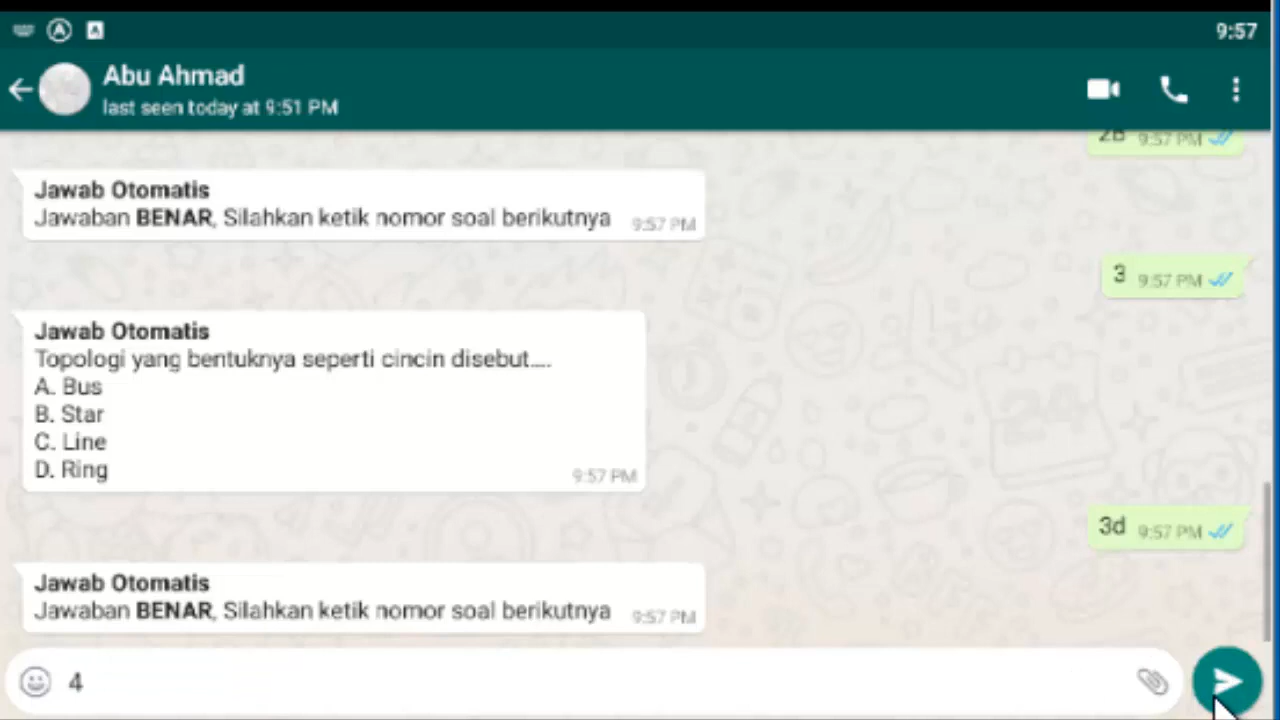 9:57
Abu Ahmad
last seen today at 9:51 PM
2B 9:57 PM
Jawab Otomatis
Jawaban BENAR, Silahkan ketik nomor soal berikutnya 9:57 PM
3 9:57 PM
Jawab Otomatis
Topologi yang bentuknya seperti cincin disebut....
A. Bus
B. Star
C. Line
D. Ring
9:57 PM
3d 9:57 PM
Jawab Otomatis
Jawaban BENAR, Silahkan ketik nomor soal berikutnya 9:57 PM
4